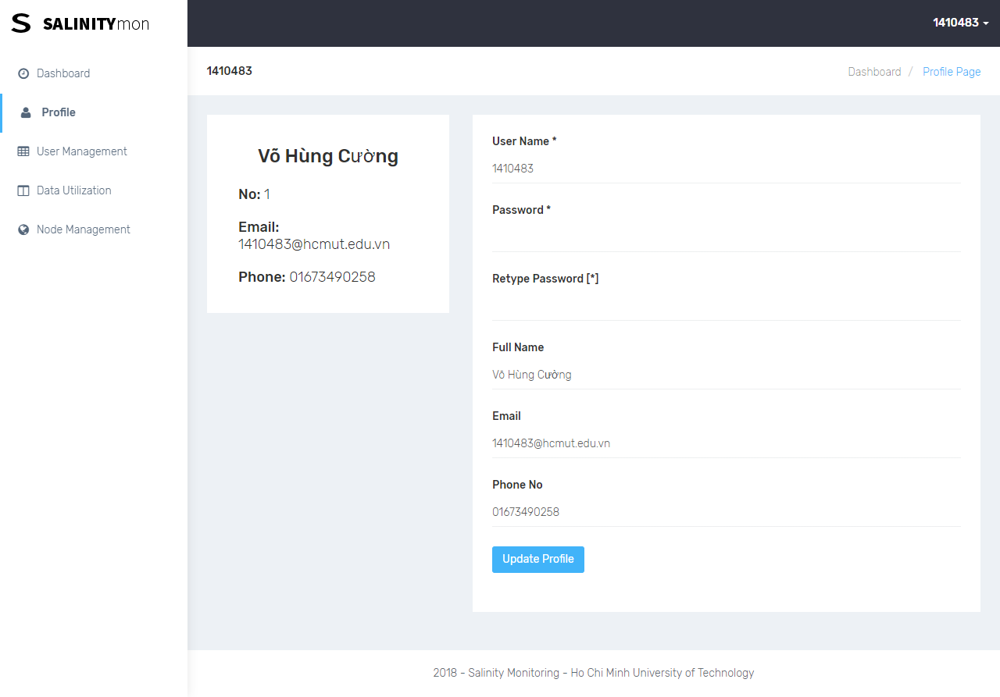 S SALINITYmon
1410483
Dashboard
Profile
User Management
Data Utilization
Node Management
1410483
Dashboard / Profile Page
Võ Hùng Cường
No: 1
Email:
1410483@hcmut.edu.vn
Phone: 01673490258
User Name *
1410483
Password *
Retype Password [*]
Full Name
Võ Hùng Cường
Email
1410483@hcmut.edu.vn
Phone No
01673490258
Update Profile
2018 - Salinity Monitoring - Ho Chi Minh University of Technology